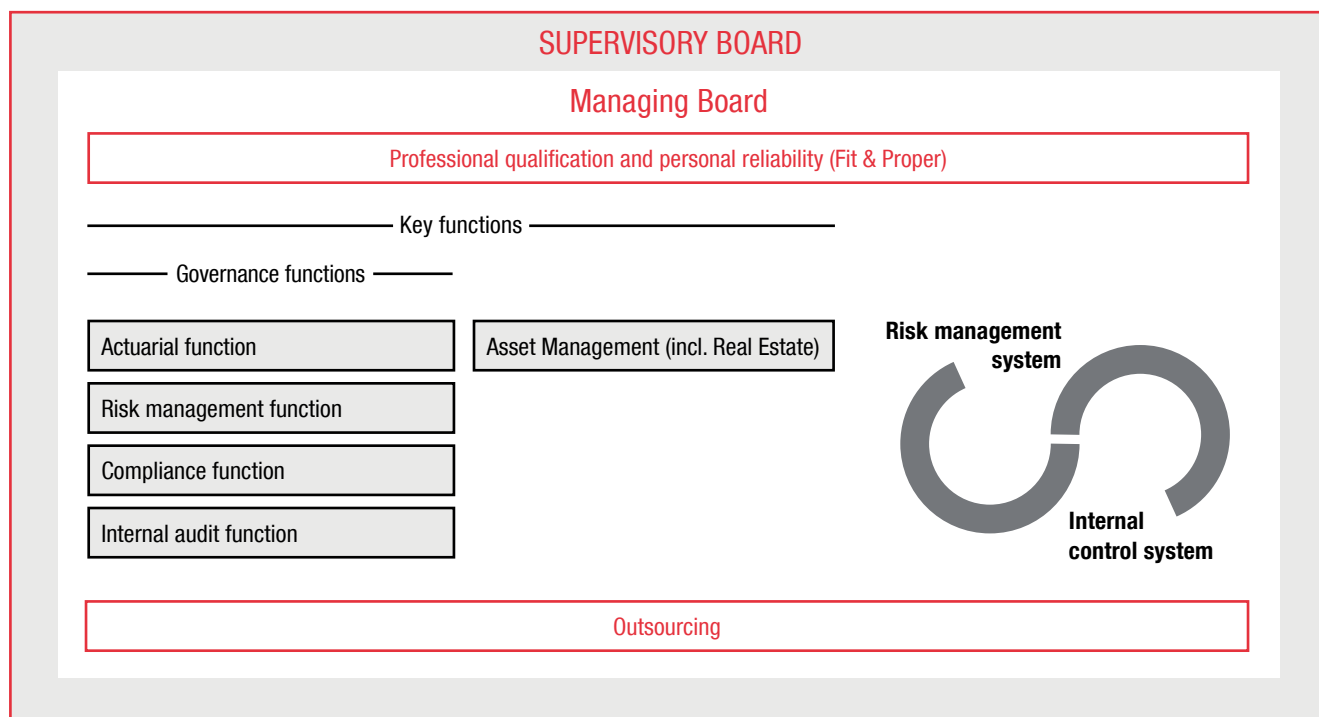 SUPERVISORY BOARD
Managing Board
Professional qualification and personal reliability (Fit & Proper)
Key functions
Governance functions
Actuarial function
Asset Management (incl. Real Estate)
Risk management function
Compliance function
Internal audit function
Risk management
system
Internal
control system
Outsourcing